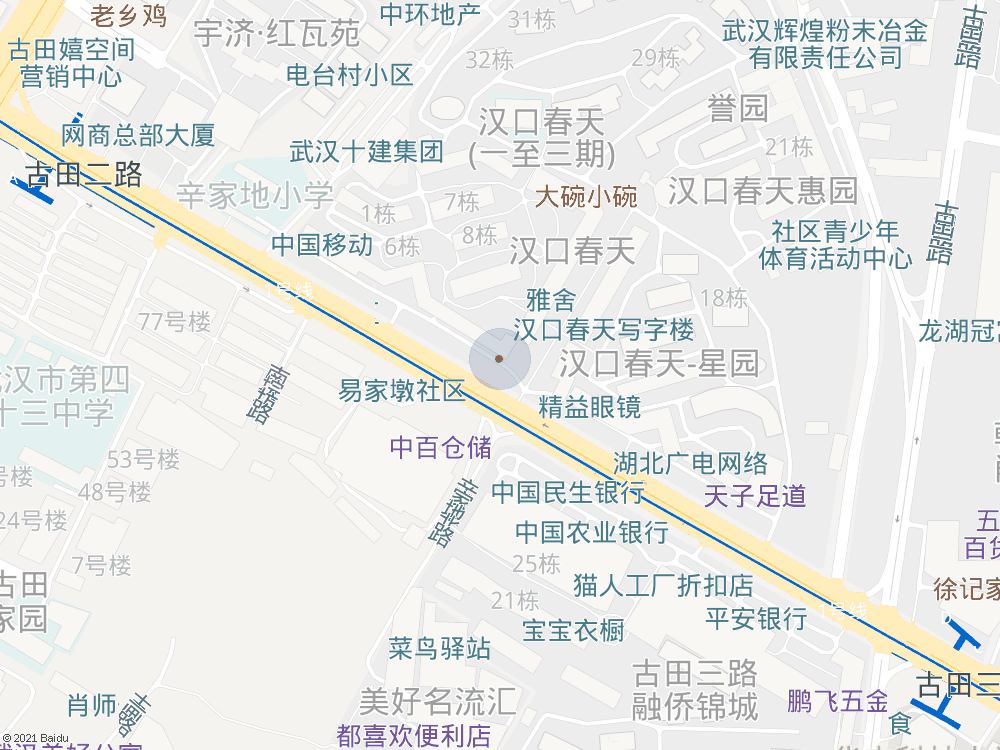 老乡鸡
中环地产
31栋
宇济·红瓦苑
武汉辉煌粉末冶金
有限责任公司
古田嬉空间
营销中心
电台村小区
32栋
29栋
誉园
网商总部大厦
武汉十建集团
汉口春天
(一至三期)
21栋
古田二路
辛家地小学
1栋
7栋
大碗小碗
汉口春天惠园
中国移动
6栋
8栋
汉口春天
社区青少年
体育活动中心
1号线
雅舍
18栋
77号楼
汉口春天写字楼
龙湖冠
汉市第四
十三中学
易家墩社区
汉口春天-星园
精益眼镜
中百仓储
53号楼
湖北广电网络
48号楼
中国民生银行
天子足道
24号楼
中国农业银行
五
百货
7号楼
25栋
古田
家园
猫人工厂折扣店
徐记家
21栋
平安银行
1号线
宝宝衣橱
菜鸟驿站
古田三路
融侨锦城
古田三
美好名流汇
鹏飞五金
肖师
食
都喜欢便利店
© 2021 Baidu